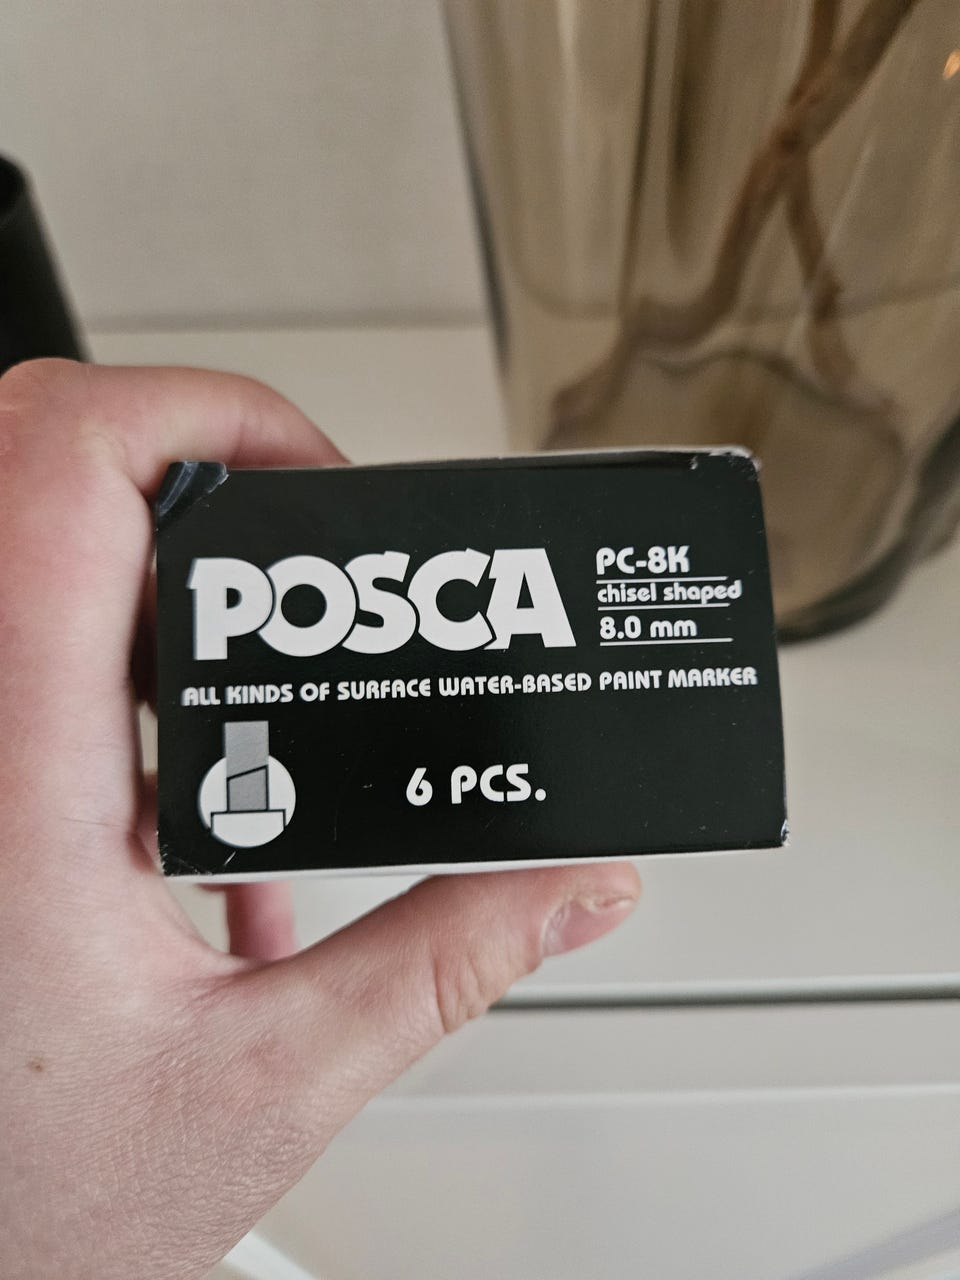 POSCA
PC-8K
chisel shaped
8.0 mm
ALL KINDS OF SURFACE WATER-BASED PAINT MARKER
6 PCS.